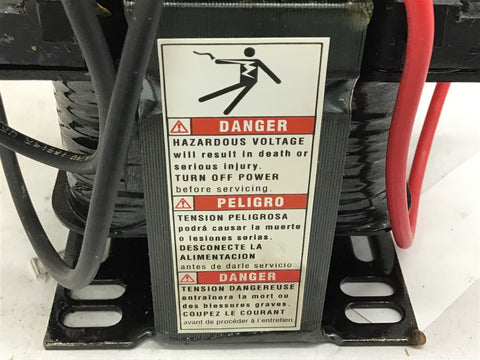 DANGER
HAZARDOUS VOLTAGE
will result in death or
serious injury.
TURN OFF POWER
before servicing.
PELIGRO
TENSION PELIGROSA
podrá causar la muerte
o lesiones serias.
DESCONECTE LA
ALIMENTACION
antes de darle servicio.
DANGER
TENSION DANGEREUSE
entraînera la mort ou
des blessures graves.
COUPEZ LE COURANT
avant de procéder à l'entretien.